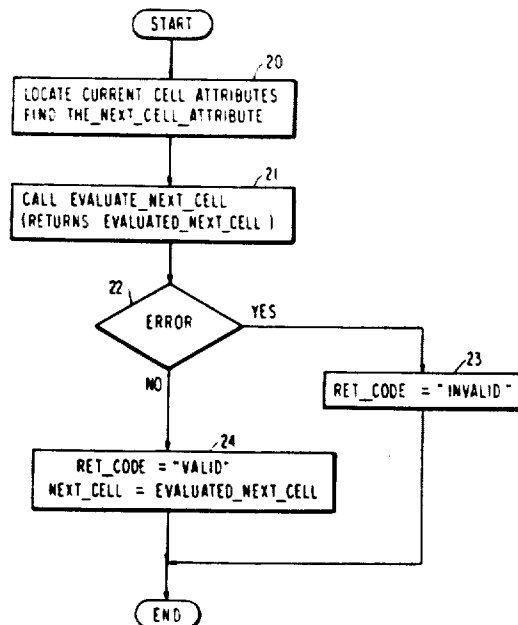 START
20
LOCATE CURRENT CELL ATTRIBUTES
FIND THE_NEXT_CELL_ATTRIBUTE
21
CALL EVALUATE_NEXT_CELL
(RETURNS EVALUATED_NEXT_CELL)
22
ERROR
YES
NO
23
RET_CODE = "INVALID"
24
RET_CODE = "VALID"
NEXT_CELL = EVALUATED_NEXT_CELL
END